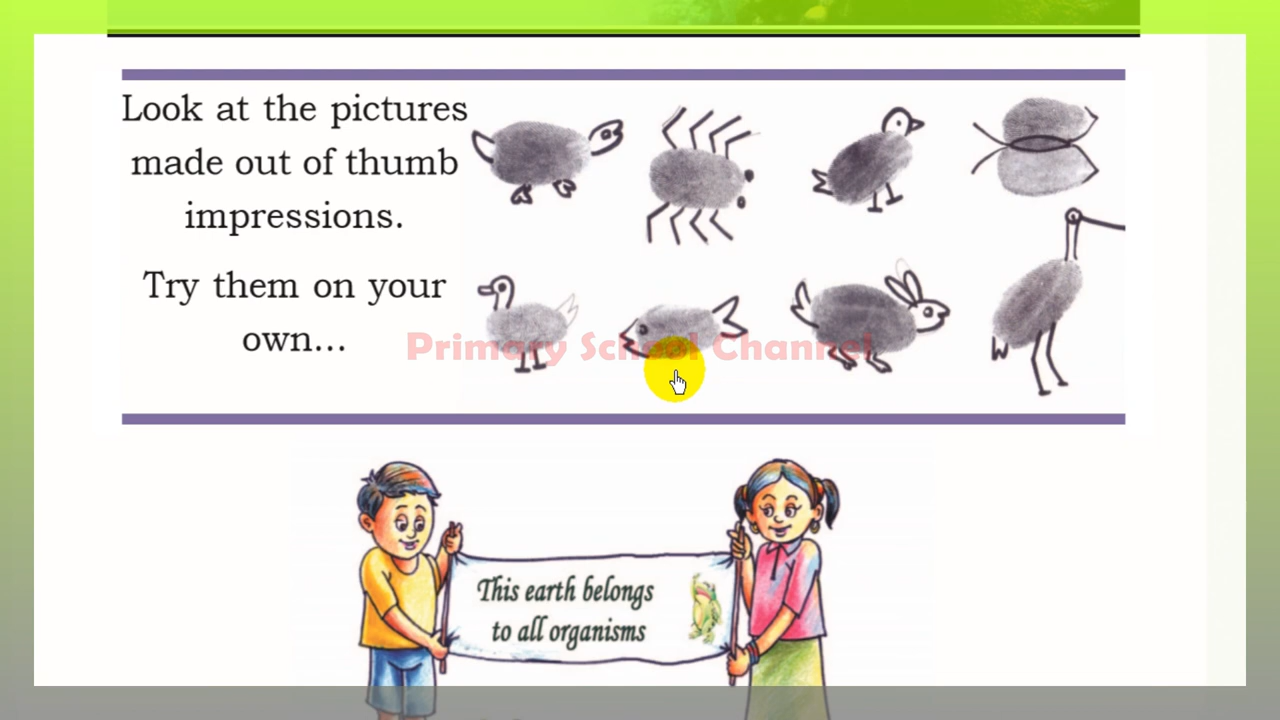 Look at the pictures
made out of thumb
impressions.
Try them on your
own...
Primary School Channel
This earth belongs
to all organisms